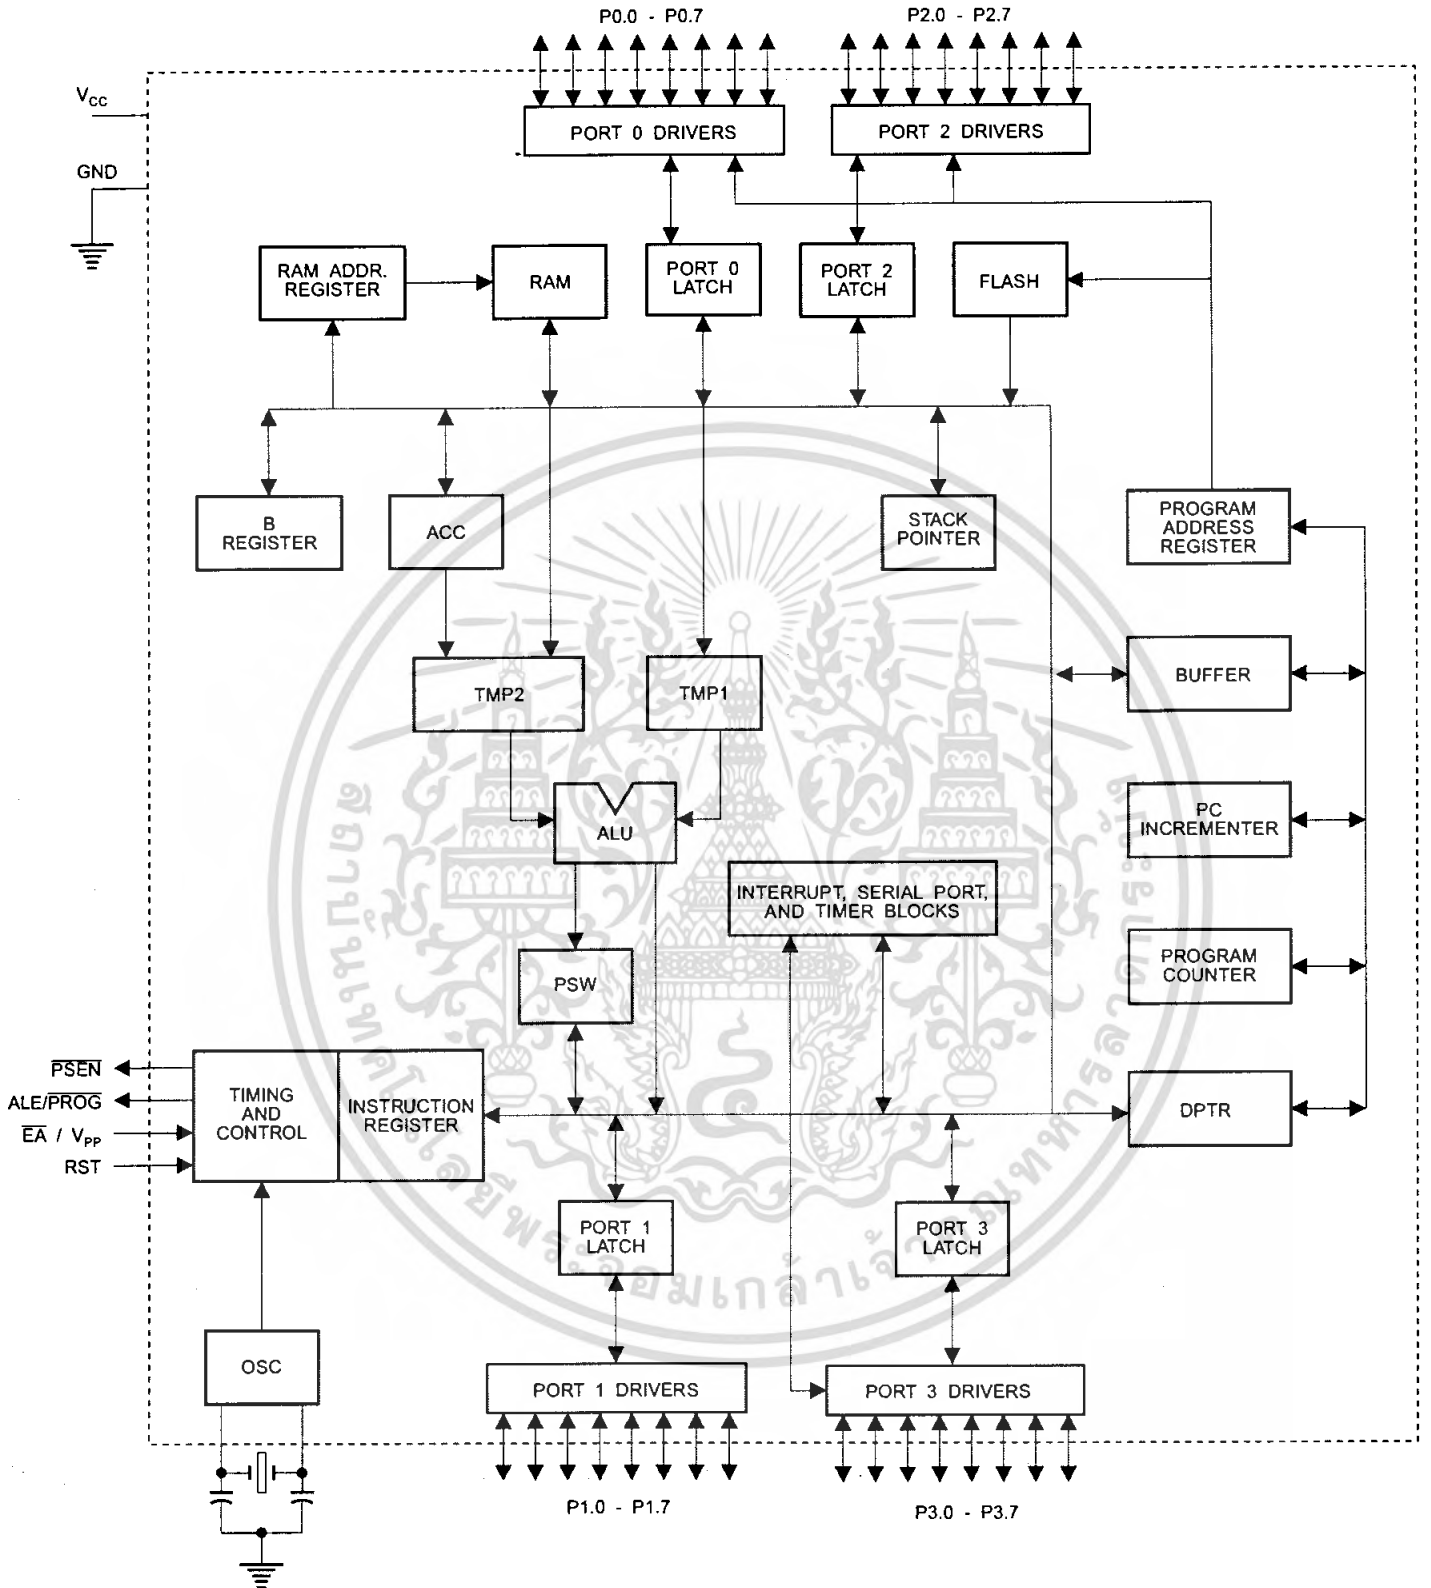 P0.0 - P0.7
P2.0 - P2.7
VCC
GND
PORT 0 DRIVERS
PORT 2 DRIVERS
RAM ADDR.
REGISTER
RAM
PORT 0
LATCH
PORT 2
LATCH
FLASH
B
REGISTER
ACC
STACK
POINTER
PROGRAM
ADDRESS
REGISTER
TMP2
TMP1
BUFFER
ALU
PC
INCREMENTER
INTERRUPT, SERIAL PORT,
AND TIMER BLOCKS
PSW
PROGRAM
COUNTER
PSEN
ALE/PROG
EA / VPP
RST
TIMING
AND
CONTROL
INSTRUCTION
REGISTER
DPTR
PORT 1
LATCH
PORT 3
LATCH
OSC
PORT 1 DRIVERS
PORT 3 DRIVERS
P1.0 - P1.7
P3.0 - P3.7